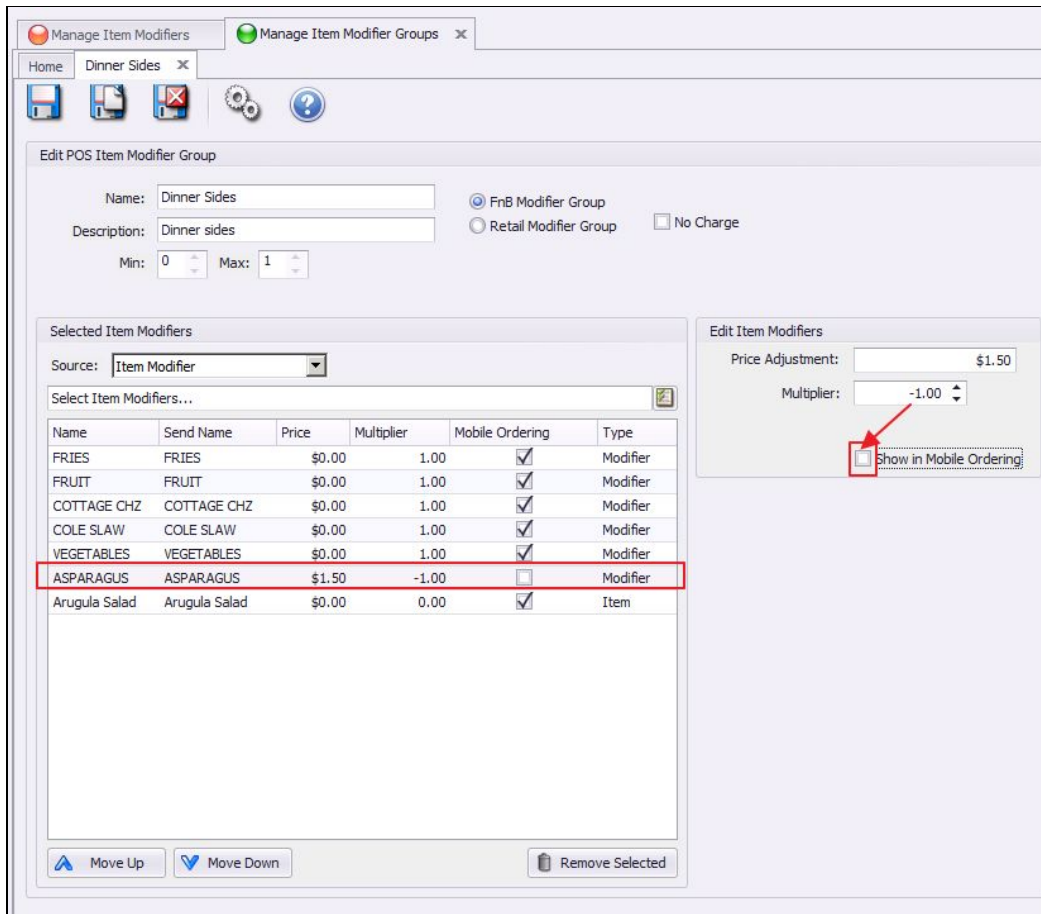 Manage Item Modifiers Manage Item Modifier Groups x
Home Dinner Sides x
Edit POS Item Modifier Group
Name: Dinner Sides FnB Modifier Group
Description: Dinner sides Retail Modifier Group No Charge
Min: 0 Max: 1
Selected Item Modifiers Edit Item Modifiers
Source: Item Modifier Price Adjustment: $1.50
Select Item Modifiers... Multiplier: -1.00
Name Send Name Price Multiplier Mobile Ordering Type
Show in Mobile Ordering
FRIES FRIES $0.00 1.00 Modifier
FRUIT FRUIT $0.00 1.00 Modifier
COTTAGE CHZ COTTAGE CHZ $0.00 1.00 Modifier
COLE SLAW COLE SLAW $0.00 1.00 Modifier
VEGETABLES VEGETABLES $0.00 1.00 Modifier
ASPARAGUS ASPARAGUS $1.50 -1.00 Modifier
Arugula Salad Arugula Salad $0.00 0.00 Item
Move Up Move Down Remove Selected